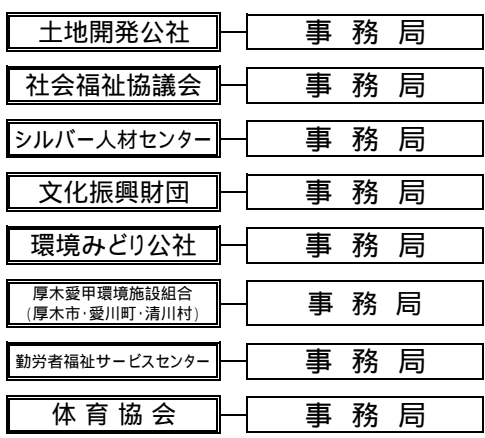 土地開発公社 事務局
社会福祉協議会 事務局
シルバー人材センター 事務局
文化振興財団 事務局
環境みどり公社 事務局
厚木愛甲環境施設組合
(厚木市・愛川町・清川村) 事務局
勤労者福祉サービスセンター 事務局
体育協会 事務局